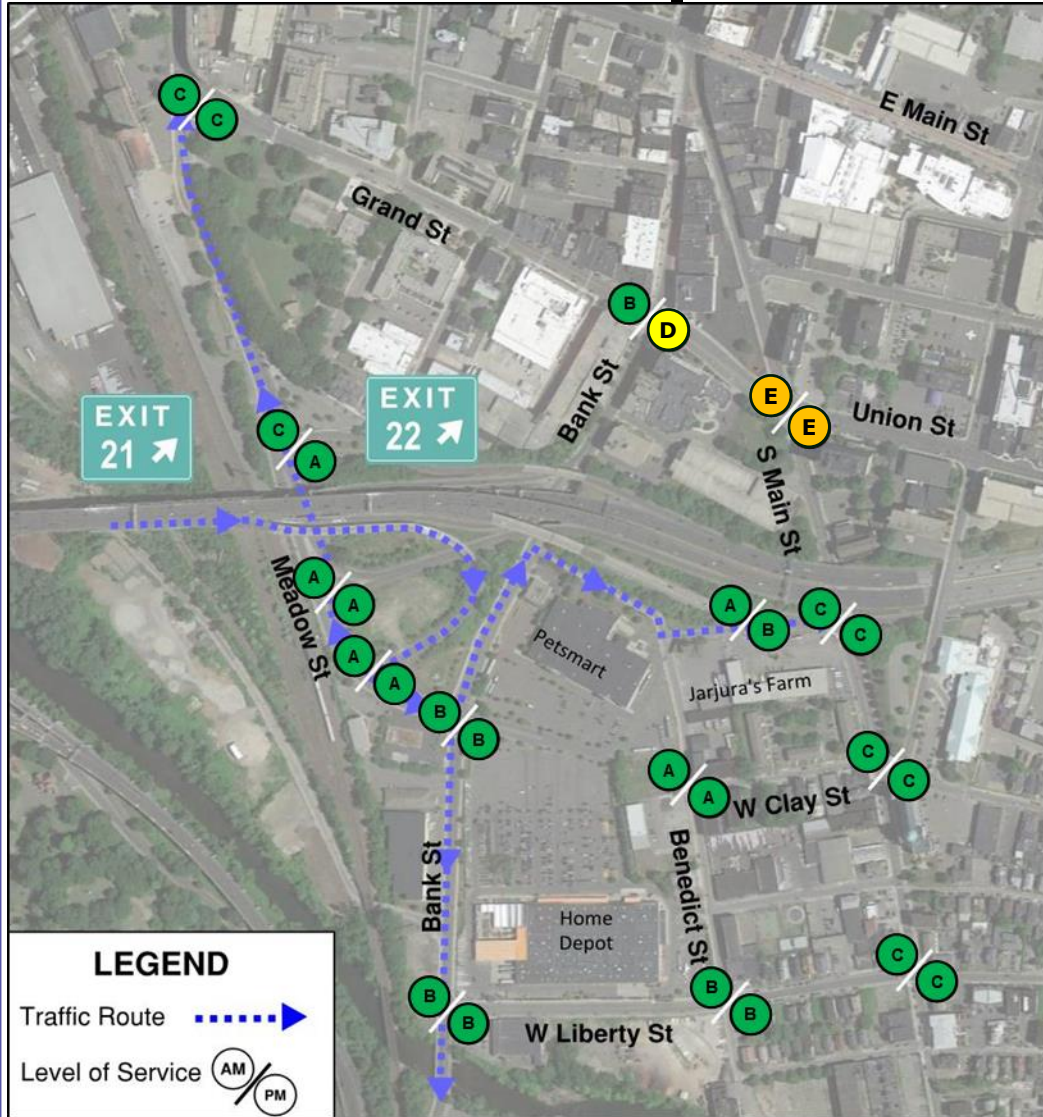 E Main St
C
C
Grand St
B
D
Bank St
E
E
Union St
S Main St
EXIT
21
EXIT
22
C
A
Meadow St
A
A
A
A
B
B
Petsmart
A
B
C
C
Jarjura's Farm
A
A
W Clay St
C
C
Bank St
Benedict St
Home
Depot
B
B
W Liberty St
B
B
C
C
LEGEND
Traffic Route
Level of Service AM/PM